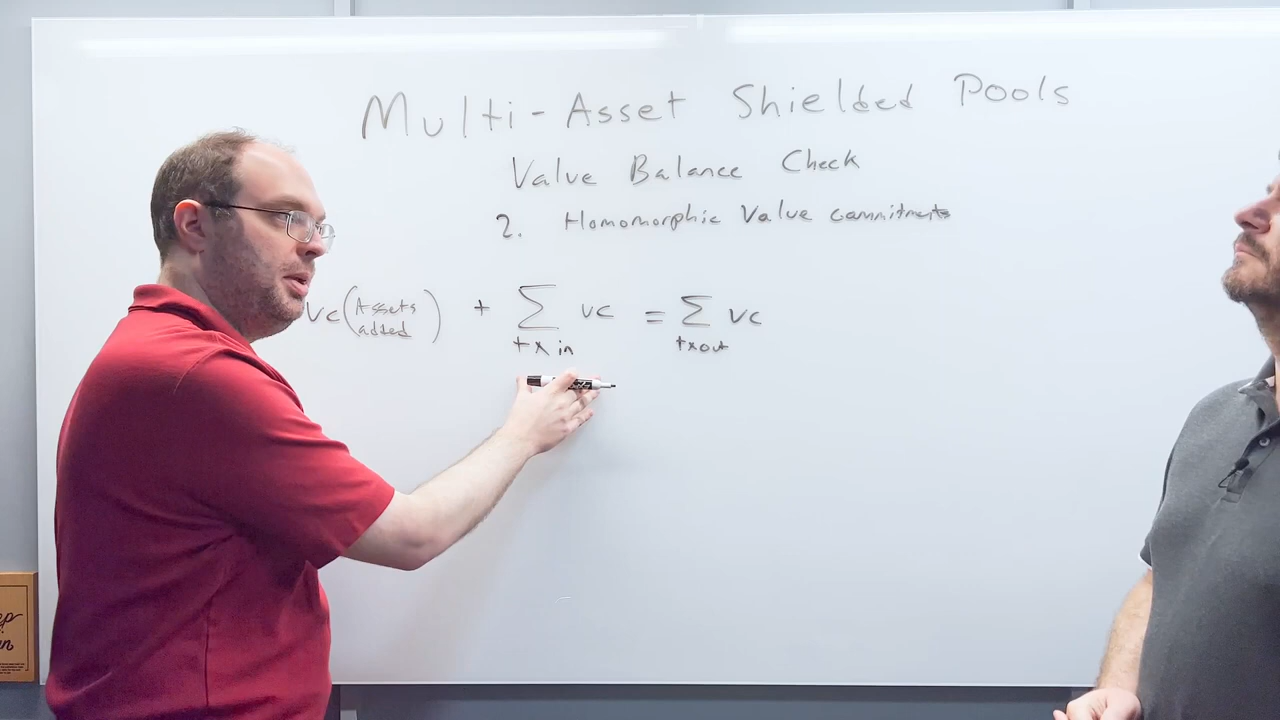 Multi-Asset Shielded Pools
Value Balance Check
2. Homomorphic Value commitments
vc(Assets added) + Σ vc = Σ vc
tx in tx out